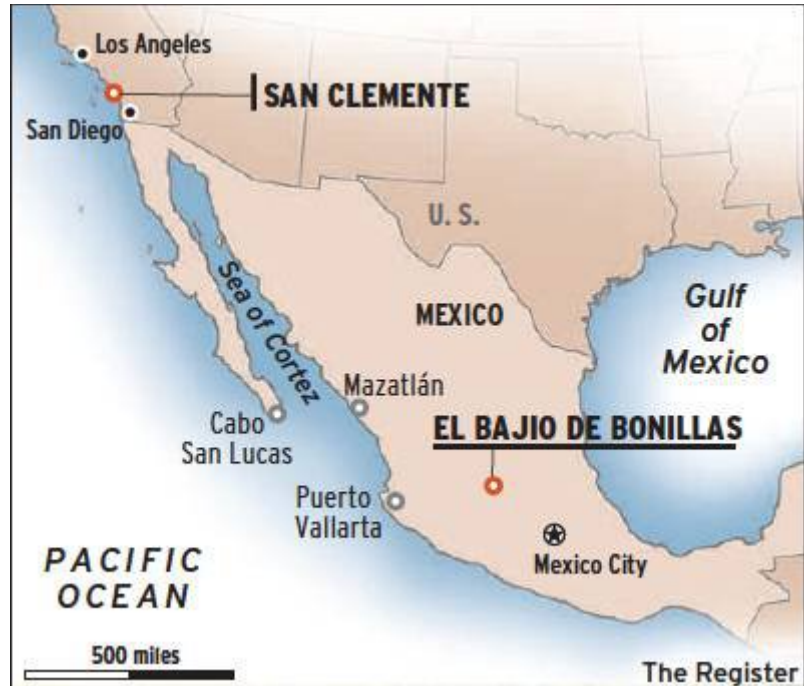 Los Angeles
SAN CLEMENTE
San Diego
U. S.
Sea of Cortez
MEXICO
Gulf
of
Mexico
Mazatlán
Cabo
San Lucas
EL BAJIO DE BONILLAS
Puerto
Vallarta
Mexico City
PACIFIC
OCEAN
500 miles
The Register